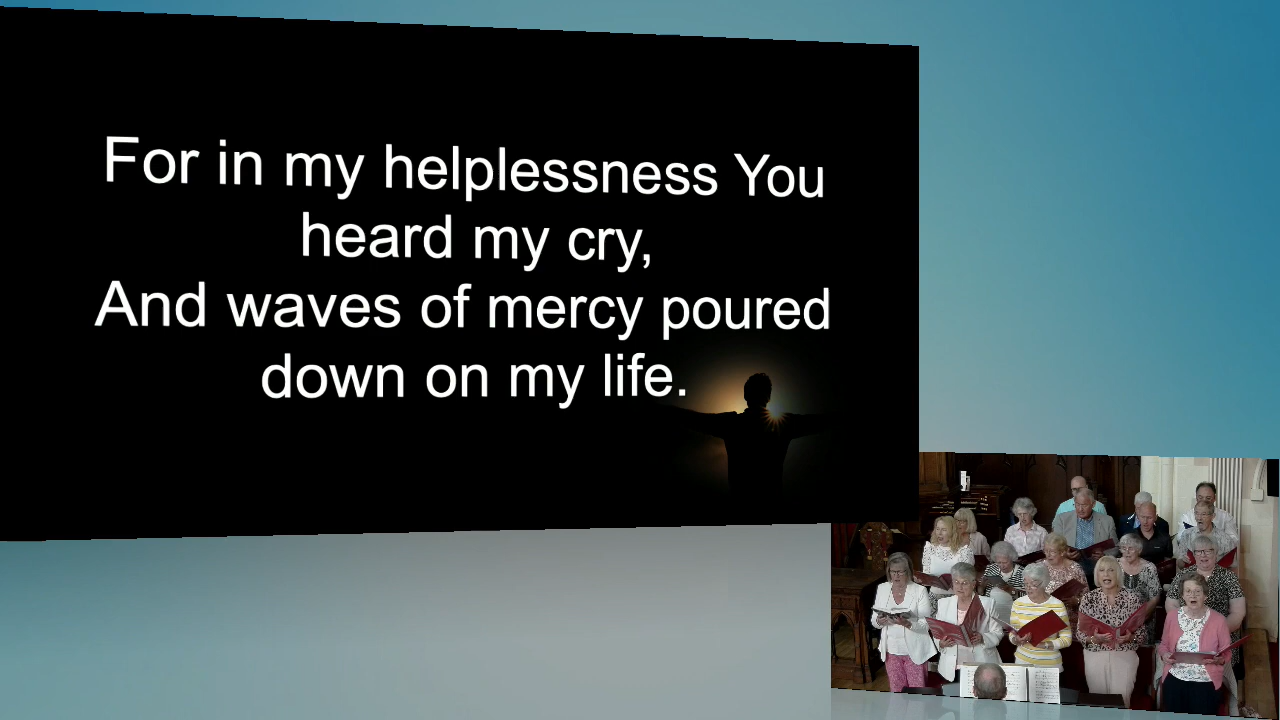 For in my helplessness You
heard my cry,
And waves of mercy poured
down on my life.